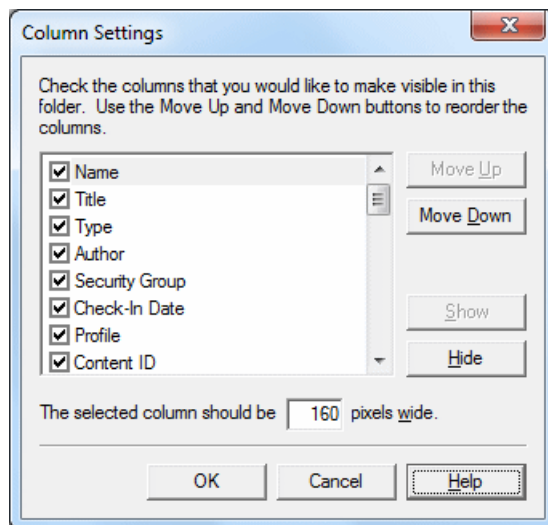 Column Settings
Check the columns that you would like to make visible in this
folder. Use the Move Up and Move Down buttons to reorder the
columns.
Name
Title
Type
Author
Security Group
Check-In Date
Profile
Content ID
Move Up
Move Down
Show
Hide
The selected column should be 160 pixels wide.
OK Cancel Help